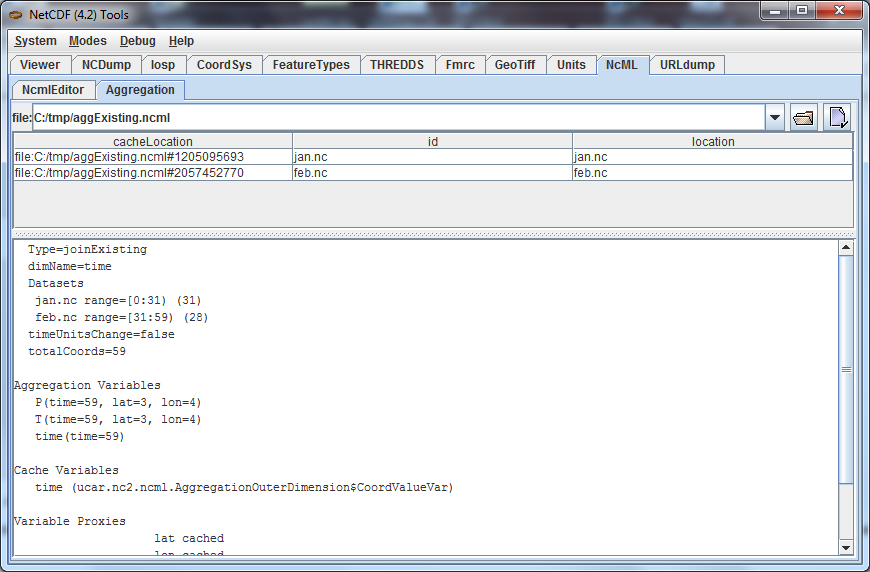 NetCDF (4.2) Tools
System Modes Debug Help
Viewer NCDump Iosp CoordSys FeatureTypes THREDDS Fmrc GeoTiff Units NcML URLdump
NcmlEditor Aggregation
file: C:/tmp/aggExisting.ncml
cacheLocation id location
file:C:/tmp/aggExisting.ncml#1205095693 jan.nc jan.nc
file:C:/tmp/aggExisting.ncml#2057452770 feb.nc feb.nc
Type=joinExisting
dimName=time
Datasets
jan.nc range=[0:31) (31)
feb.nc range=[31:59) (28)
timeUnitsChange=false
totalCoords=59
Aggregation Variables
P(time=59, lat=3, lon=4)
T(time=59, lat=3, lon=4)
time(time=59)
Cache Variables
time (ucar.nc2.ncml.AggregationOuterDimension$CoordValueVar)
Variable Proxies
lat cached
lon cached